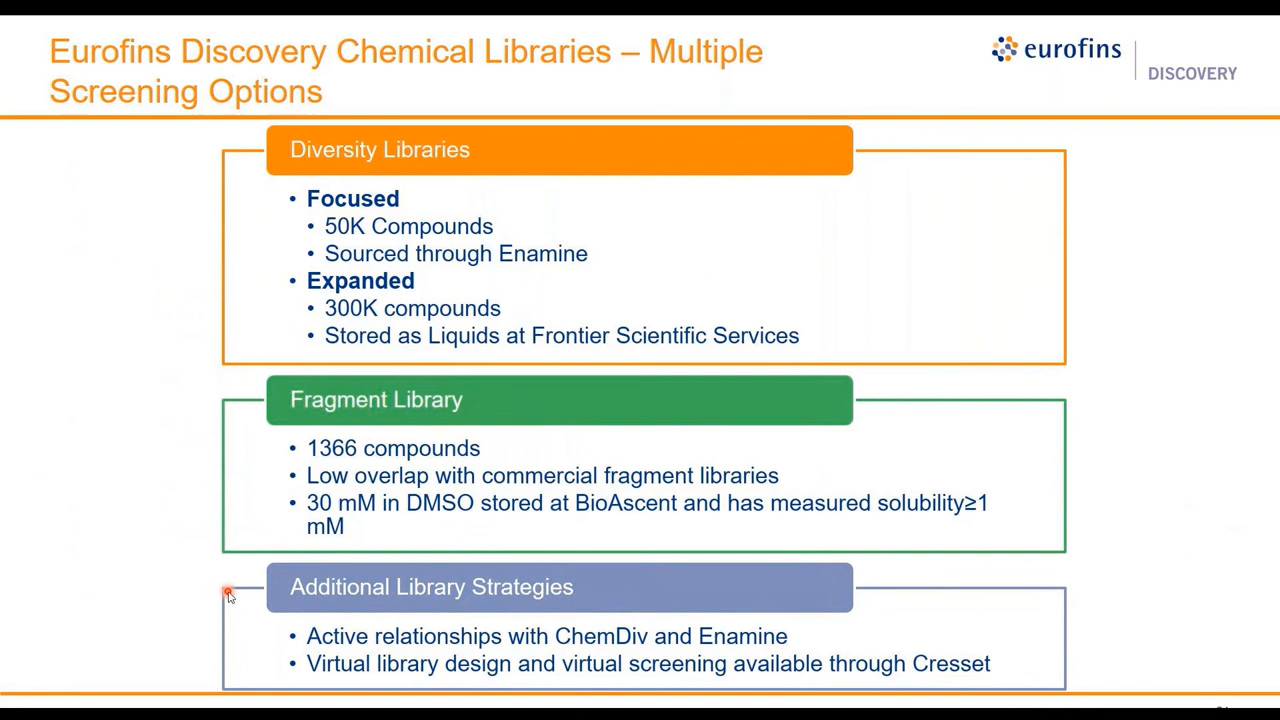 Eurofins Discovery Chemical Libraries – Multiple
Screening Options
eurofins
DISCOVERY
Diversity Libraries
• Focused
• 50K Compounds
• Sourced through Enamine
• Expanded
• 300K compounds
• Stored as Liquids at Frontier Scientific Services
Fragment Library
• 1366 compounds
• Low overlap with commercial fragment libraries
• 30 mM in DMSO stored at BioAscent and has measured solubility≥1
mM
Additional Library Strategies
• Active relationships with ChemDiv and Enamine
• Virtual library design and virtual screening available through Cresset